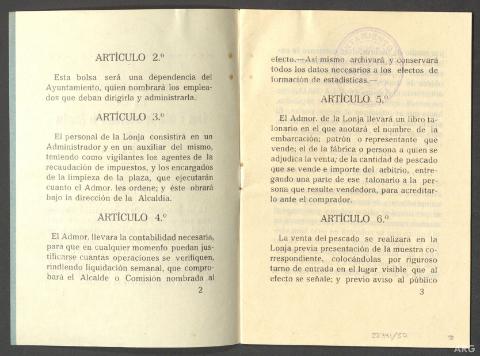 ARTÍCULO 2.º
Esta bolsa será una dependencia del
Ayuntamiento, quien nombrará los emplea-
dos que deban dirigirla y administrarla.
ARTÍCULO 3.º
El personal de la Lonja consistirá en un
Administrador y en un auxiliar del mismo,
teniendo como vigilantes los agentes de la
recaudación de impuestos, y los encargados
de la limpieza de la plaza, que ejecutarán
cuanto el Admor. les ordene; y éste obrará
bajo la dirección de la Alcaldía.
ARTÍCULO 4.º
El Admor. llevara la contabilidad necesaria,
para que en cualquier momento puedan jus-
tificarse cuantas operaciones se verifiquen,
rindiendo liquidación semanal, que compro-
bará el Alcalde o Comisión nombrada al
2
efecto.—Asi mismo archivará y conservará
todos los datos necesarios a los efectos de
formación de estadísticas.—
ARTÍCULO 5.º
El Admor. de la Lonja llevará un libro ta-
lonario en el que anotará el nombre de la
embarcación; patrón o representante que
vende; el de la fábrica o persona a quien se
adjudica la venta; de la cantidad de pescado
que se vende e importe del arbitrio, entre-
gando una parte de ese talonario a la per-
sona que resulte vendedora, para acreditar-
lo ante el comprador.
ARTÍCULO 6.º
La venta del pescado se realizará en la
Lonja previa presentación de la muestra co-
rrespondiente, colocándolas por riguroso
turno de entrada en el lugar visible que al
efecto se señale; y previo aviso al público
3
ARG